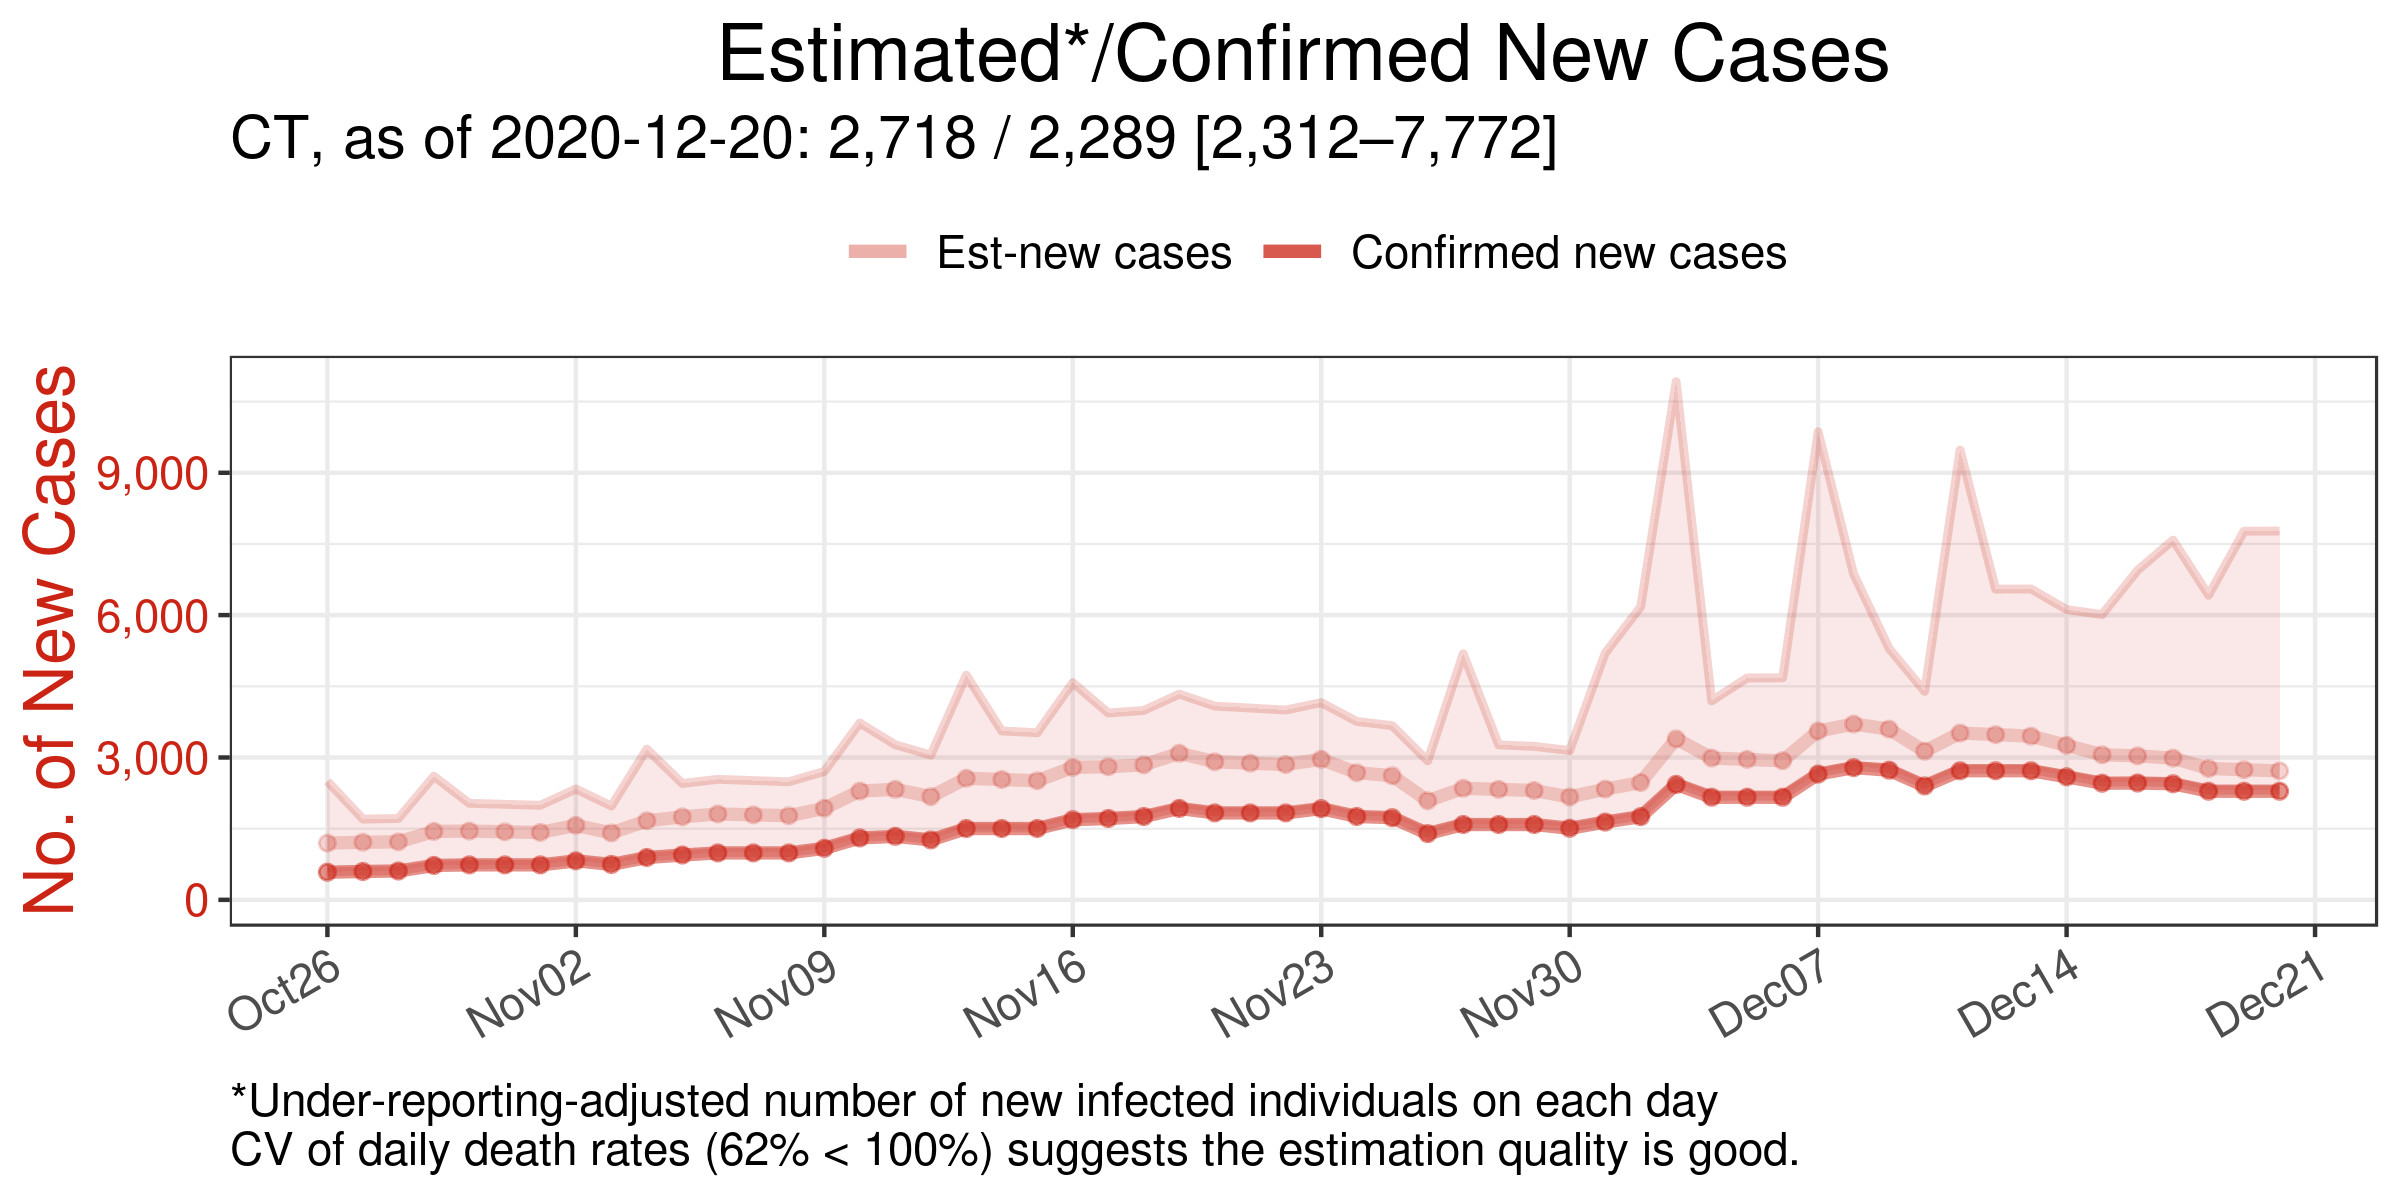 Estimated*/Confirmed New Cases
CT, as of 2020-12-20: 2,718 / 2,289 [2,312–7,772]
Est-new cases Confirmed new cases
No. of New Cases
9,000
6,000
3,000
0
Oct26 Nov02 Nov09 Nov16 Nov23 Nov30 Dec07 Dec14 Dec21
*Under-reporting-adjusted number of new infected individuals on each day
CV of daily death rates (62% < 100%) suggests the estimation quality is good.